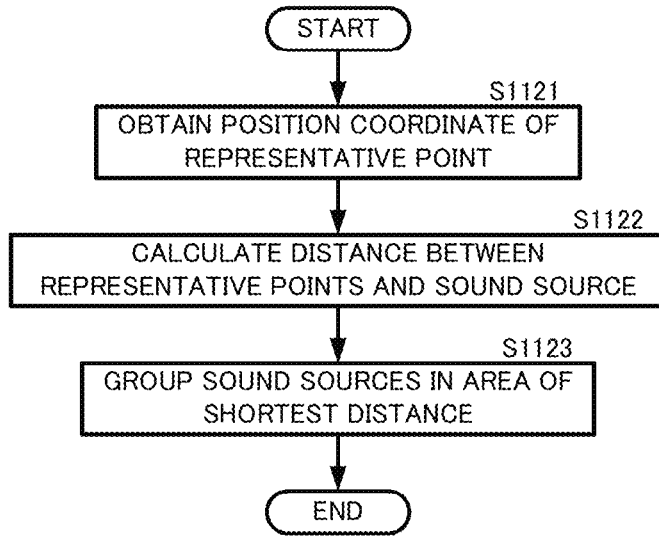 START
S1121
OBTAIN POSITION COORDINATE OF
REPRESENTATIVE POINT
S1122
CALCULATE DISTANCE BETWEEN
REPRESENTATIVE POINTS AND SOUND SOURCE
S1123
GROUP SOUND SOURCES IN AREA OF
SHORTEST DISTANCE
END